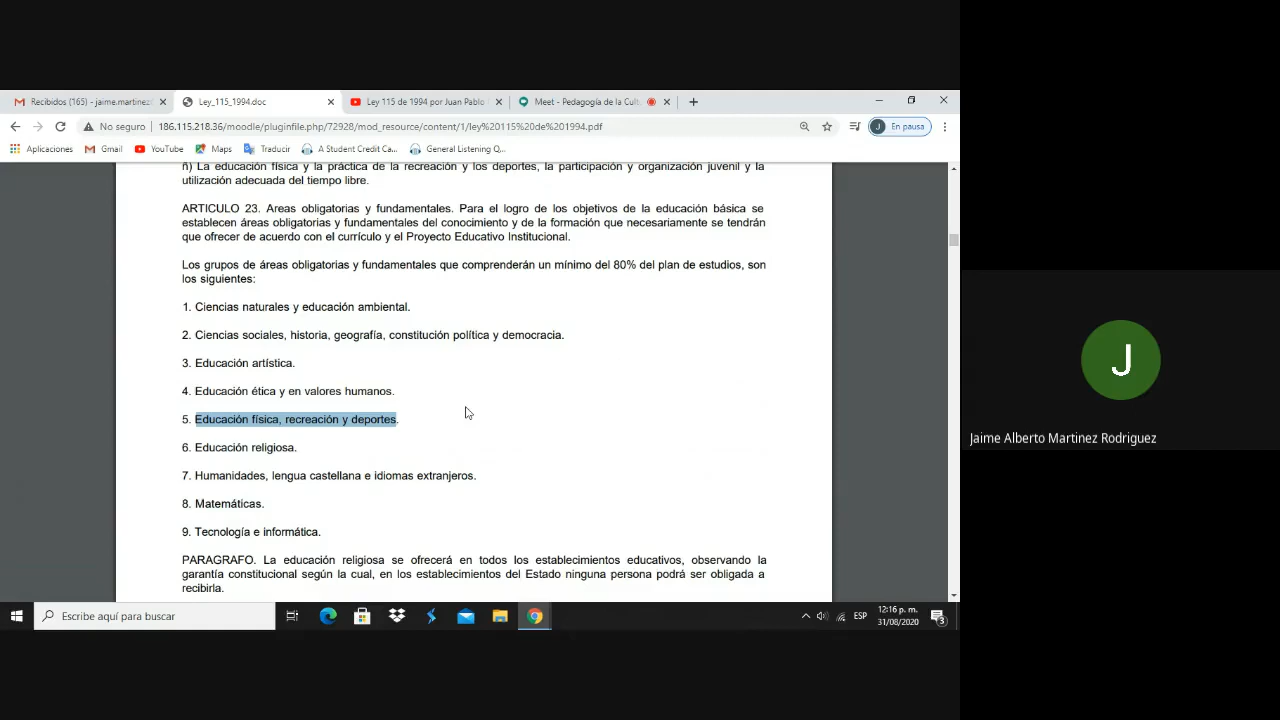 Recibidos (165) - jaime.martinez
Ley_115_1994.doc
Ley 115 de 1994 por Juan Pablo
Meet - Pedagogía de la Cult
No seguro
186.115.218.36/moodle/pluginfile.php/72928/mod_resource/content/1/ley%20115%20de%201994.pdf
J En pausa
Aplicaciones
Gmail
YouTube
Maps
Traducir
A Student Credit Ca...
General Listening Q...
ñ) La educación física y la práctica de la recreación y los deportes, la participación y organización juvenil y la
utilización adecuada del tiempo libre.
ARTICULO 23. Areas obligatorias y fundamentales. Para el logro de los objetivos de la educación básica se
establecen áreas obligatorias y fundamentales del conocimiento y de la formación que necesariamente se tendrán
que ofrecer de acuerdo con el currículo y el Proyecto Educativo Institucional.
Los grupos de áreas obligatorias y fundamentales que comprenderán un mínimo del 80% del plan de estudios, son
los siguientes:
1. Ciencias naturales y educación ambiental.
2. Ciencias sociales, historia, geografía, constitución política y democracia.
3. Educación artística.
4. Educación ética y en valores humanos.
5. Educación física, recreación y deportes.
6. Educación religiosa.
7. Humanidades, lengua castellana e idiomas extranjeros.
8. Matemáticas.
9. Tecnología e informática.
PARAGRAFO. La educación religiosa se ofrecerá en todos los establecimientos educativos, observando la
garantía constitucional según la cual, en los establecimientos del Estado ninguna persona podrá ser obligada a
recibirla.
J
Jaime Alberto Martinez Rodriguez
Escribe aquí para buscar
ESP
12:16 p. m.
31/08/2020
3